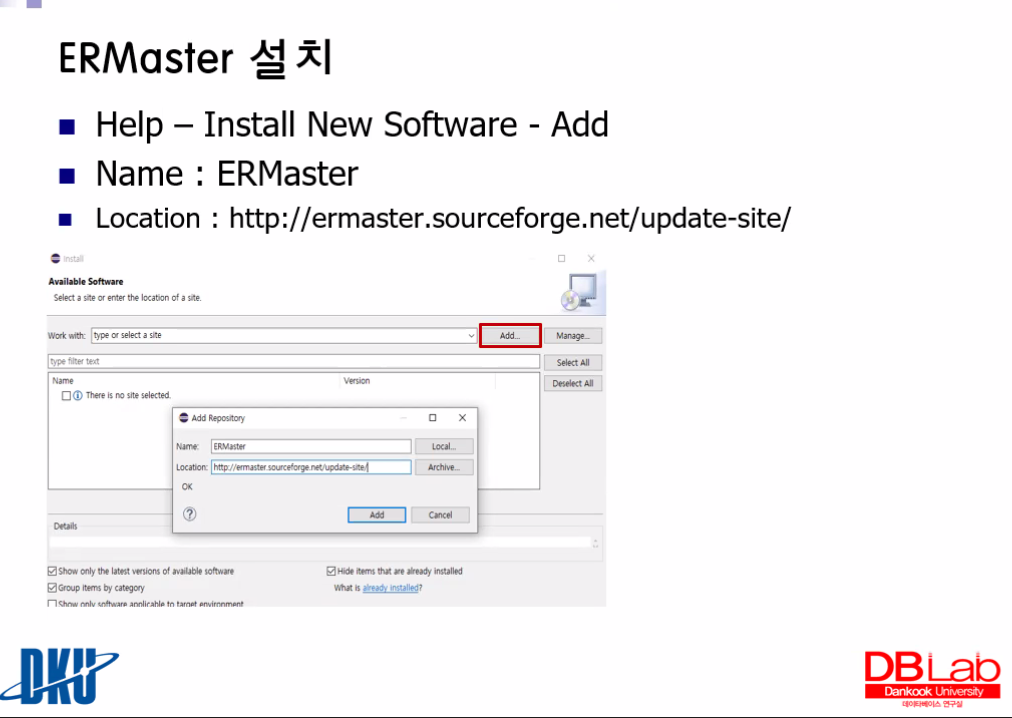 ERMaster 설치
Help – Install New Software - Add
Name : ERMaster
Location : http://ermaster.sourceforge.net/update-site/
Install
Available Software
Select a site or enter the location of a site.
Work with: type or select a site Add... Manage...
type filter text Select All
Name Version Deselect All
There is no site selected.
Add Repository
Name: ERMaster Local...
Location: http://ermaster.sourceforge.net/update-site/ Archive...
OK
? Add Cancel
Details
Show only the latest versions of available software Hide items that are already installed
Group items by category What is already installed?
Show only software applicable to target environment
DKU
DB Lab
Dankook University
데이타베이스 연구실